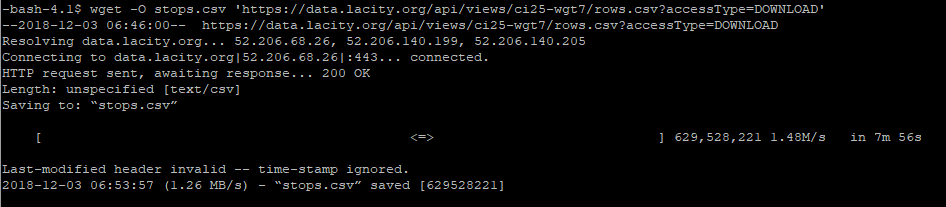 -bash-4.1$ wget -O stops.csv 'https://data.lacity.org/api/views/ci25-wgt7/rows.csv?accessType=DOWNLOAD'
--2018-12-03 06:46:00--  https://data.lacity.org/api/views/ci25-wgt7/rows.csv?accessType=DOWNLOAD
Resolving data.lacity.org... 52.206.68.26, 52.206.140.199, 52.206.140.205
Connecting to data.lacity.org|52.206.68.26|:443... connected.
HTTP request sent, awaiting response... 200 OK
Length: unspecified [text/csv]
Saving to: “stops.csv”
[ <=> ] 629,528,221 1.48M/s   in 7m 56s
Last-modified header invalid -- time-stamp ignored.
2018-12-03 06:53:57 (1.26 MB/s) - “stops.csv” saved [629528221]